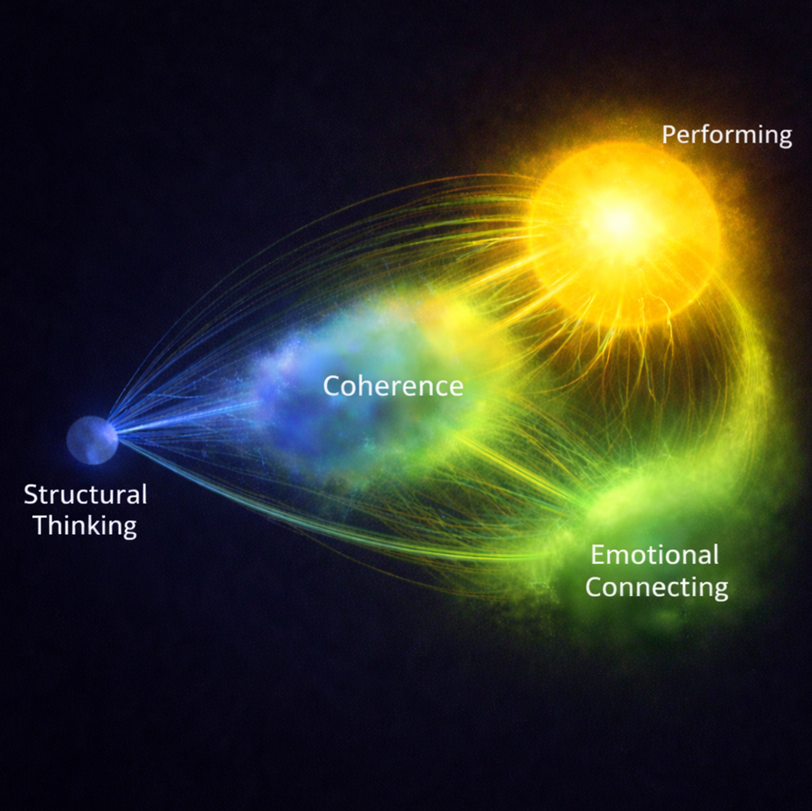 Performing
Coherence
Structural
Thinking
Emotional
Connecting